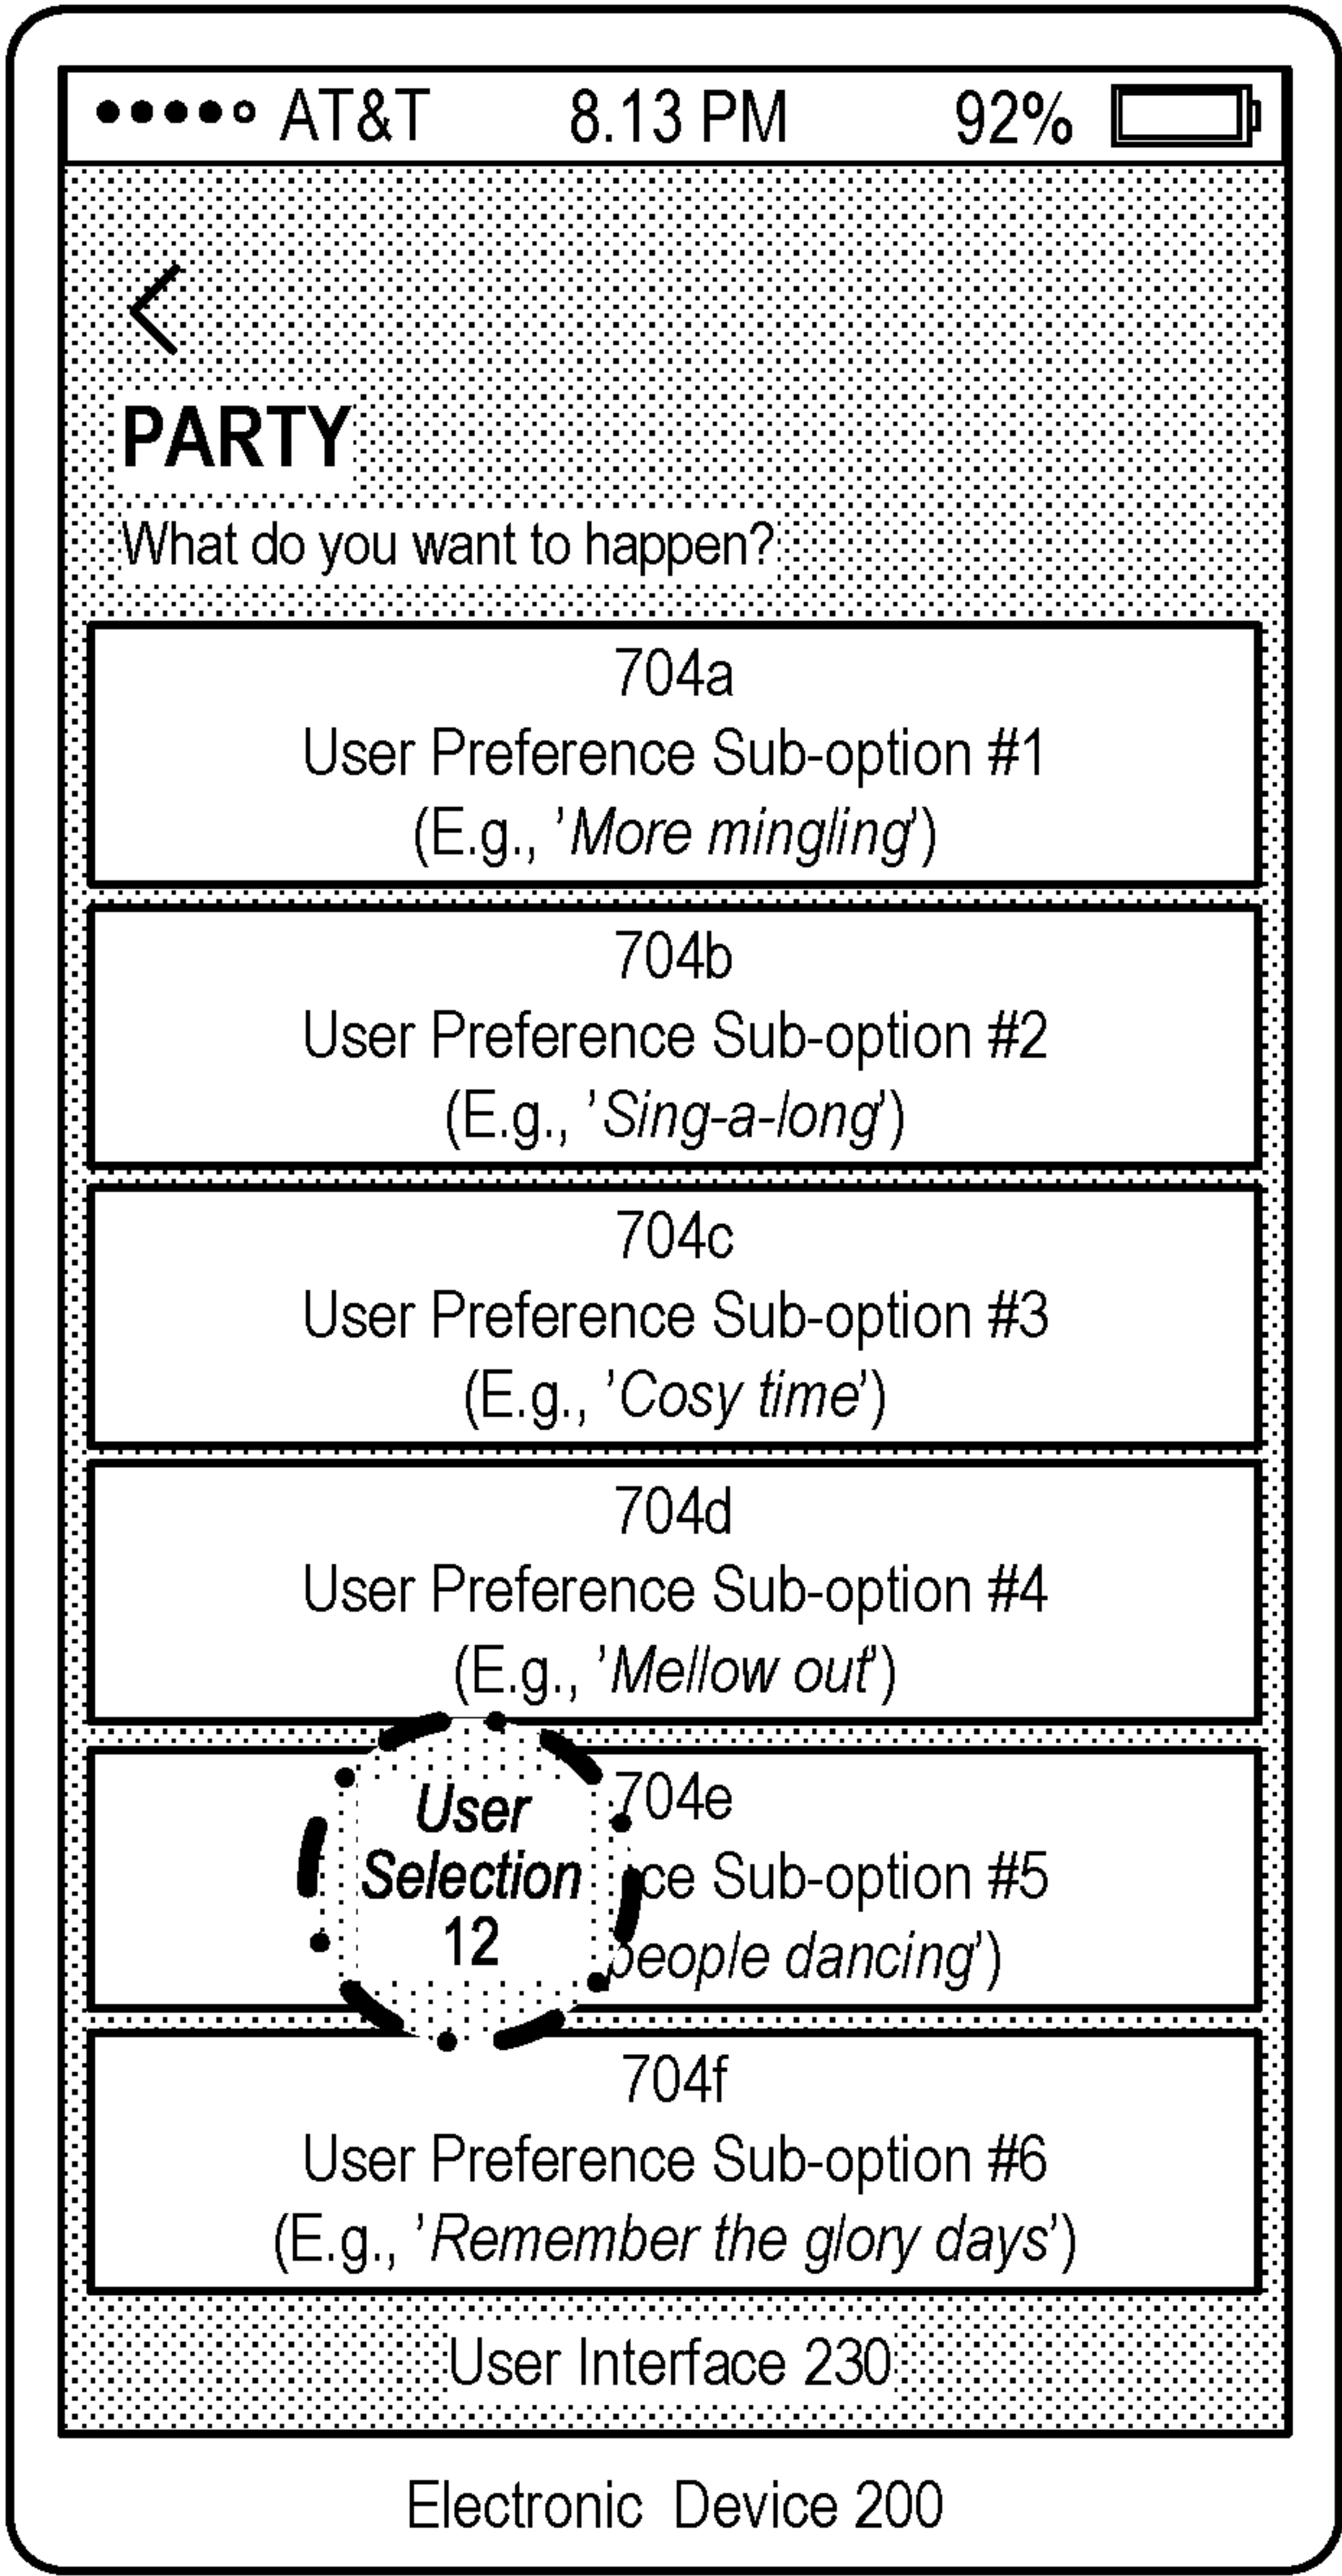 AT&T 8.13 PM 92%
PARTY
What do you want to happen?
704a
User Preference Sub-option #1
(E.g., 'More mingling')
704b
User Preference Sub-option #2
(E.g., 'Sing-a-long')
704c
User Preference Sub-option #3
(E.g., 'Cosy time')
704d
User Preference Sub-option #4
(E.g., 'Mellow out')
704e
User
Selection
12
Sub-option #5
people dancing')
704f
User Preference Sub-option #6
(E.g., 'Remember the glory days')
User Interface 230
Electronic Device 200